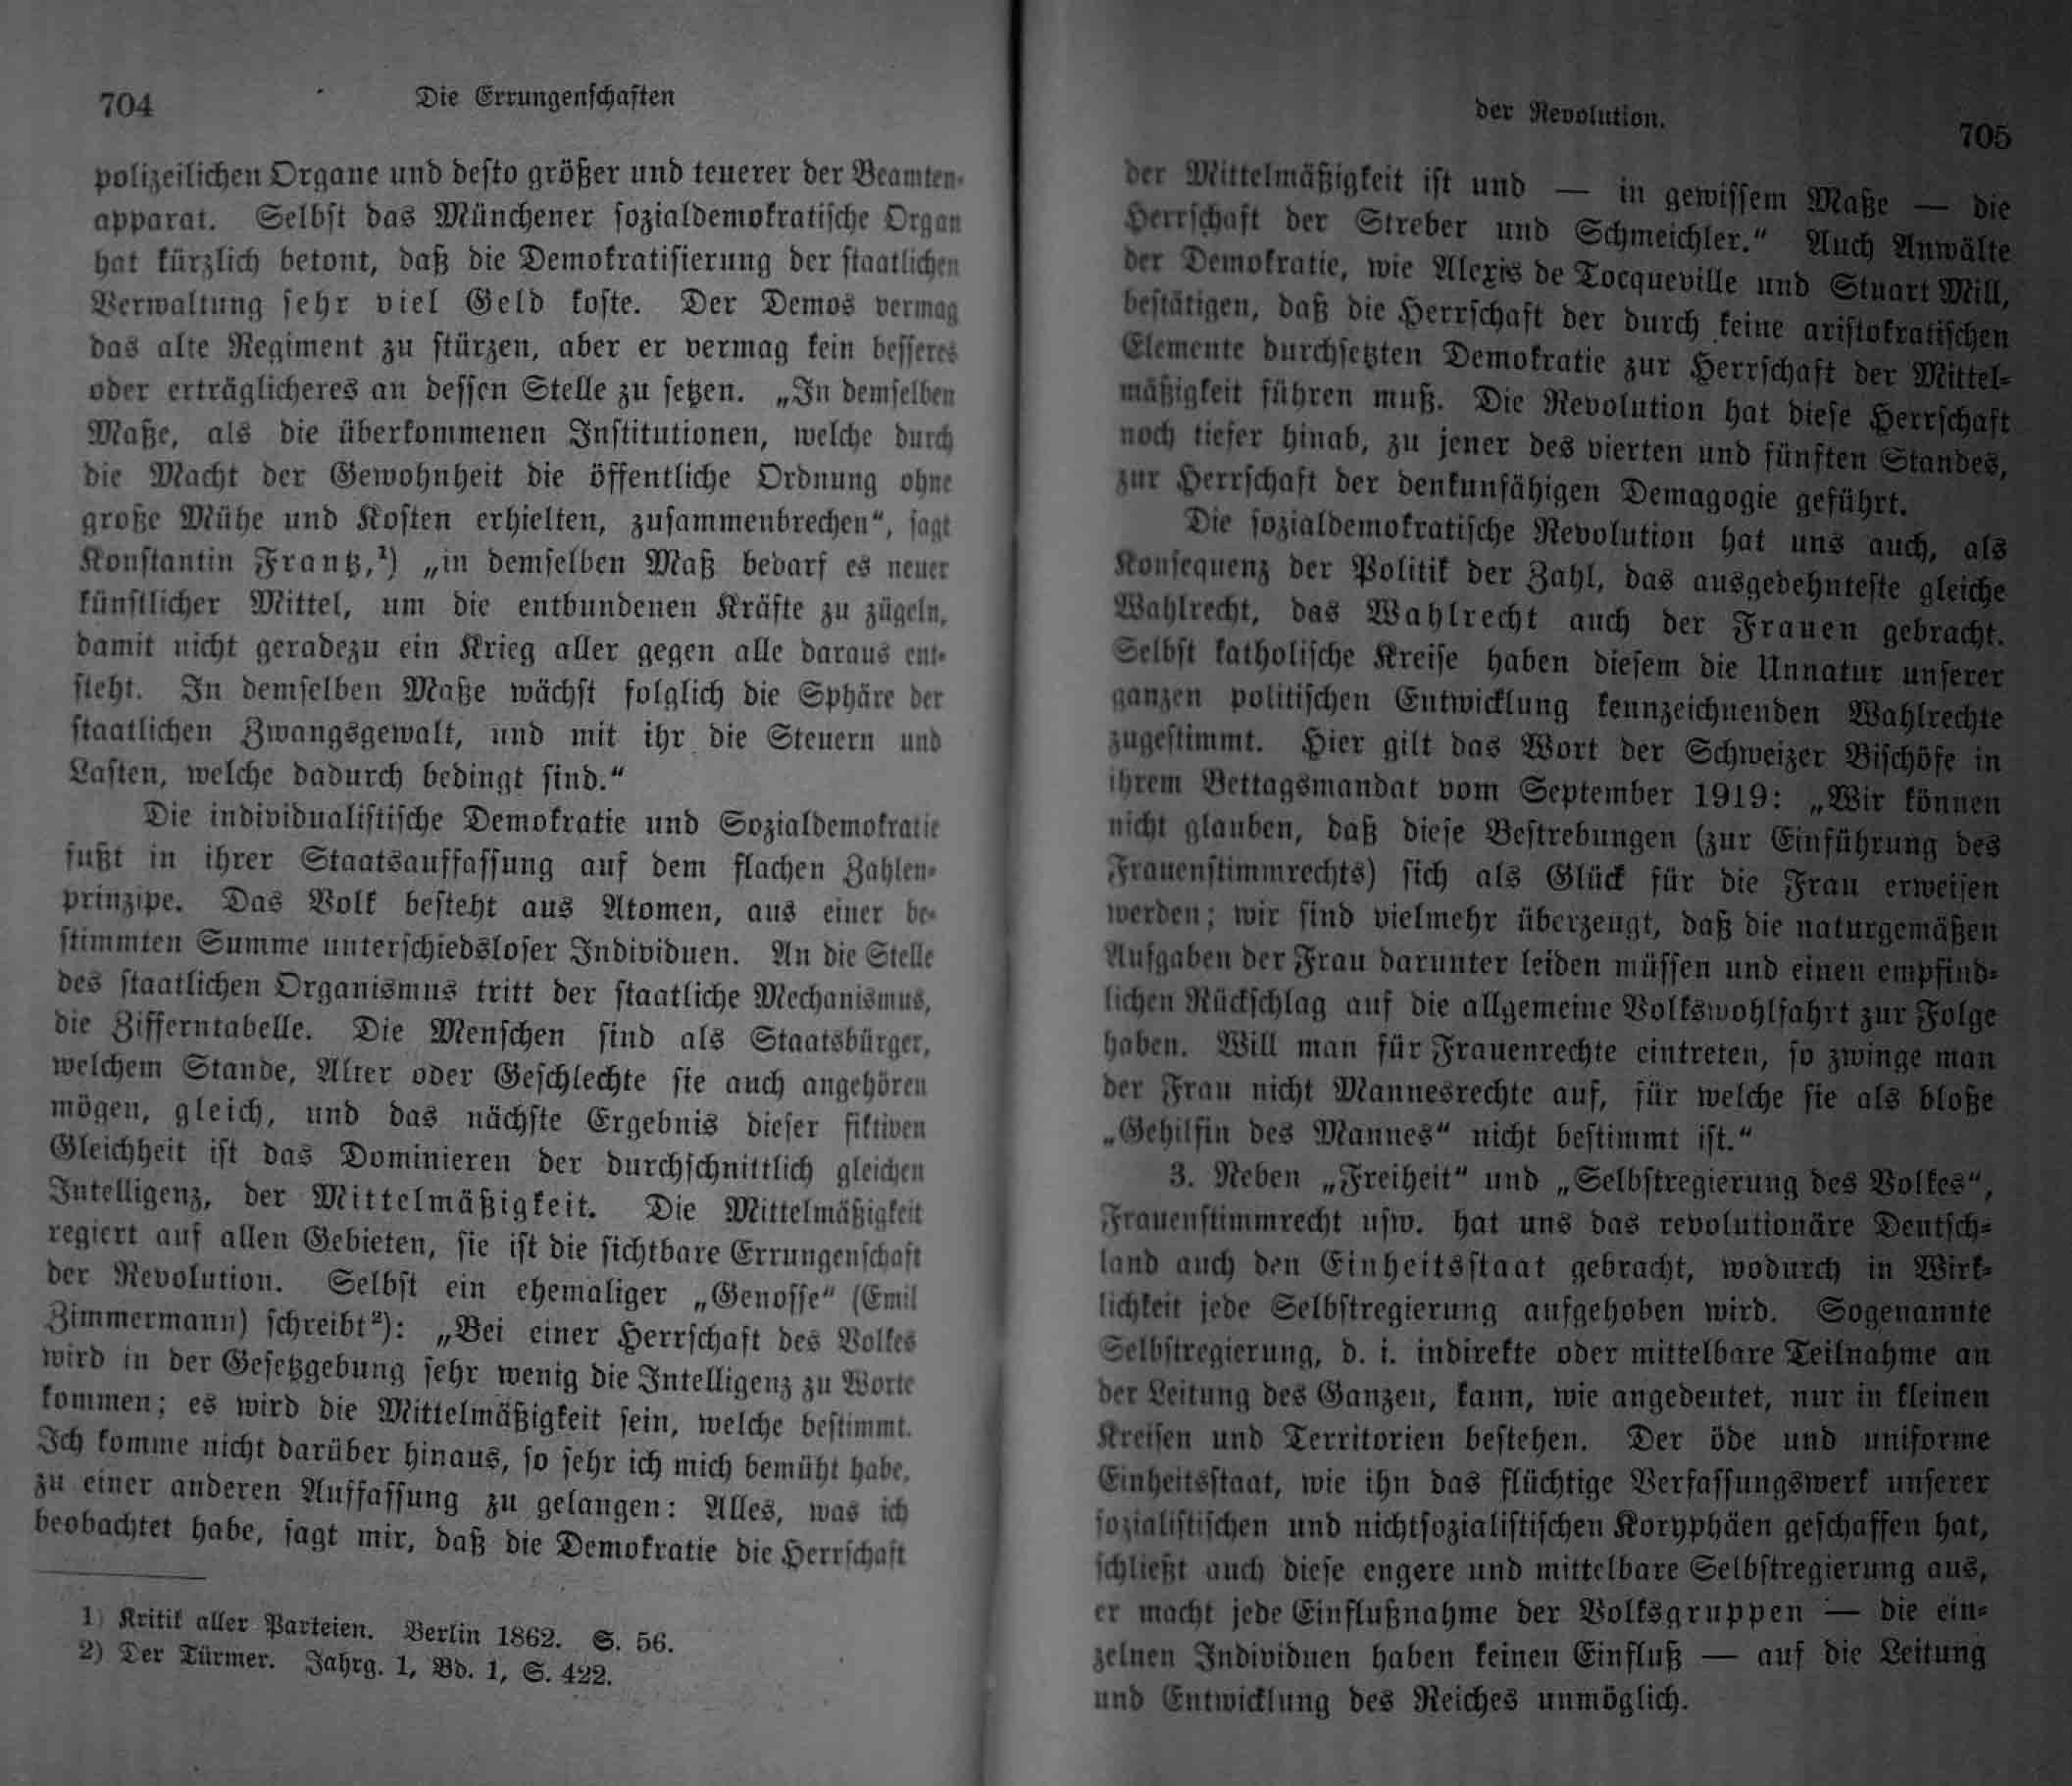 704
Die Errungenschaften
polizeilichen Organe und desto größer und teuerer der Beamten-
apparat. Selbst das Münchener sozialdemokratische Organ
hat kürzlich betont, daß die Demokratisierung der staatlichen
Verwaltung sehr viel Geld koste. Der Demos vermag
das alte Regiment zu stürzen, aber er vermag kein besseres
oder erträglicheres an dessen Stelle zu setzen. „In demselben
Maße, als die überkommenen Institutionen, welche durch
die Macht der Gewohnheit die öffentliche Ordnung ohne
große Mühe und Kosten erhielten, zusammenbrechen“, sagt
Konstantin Frantz,¹) „in demselben Maß bedarf es neuer
künstlicher Mittel, um die entbundenen Kräfte zu zügeln,
damit nicht geradezu ein Krieg aller gegen alle daraus ent-
steht. In demselben Maße wächst folglich die Sphäre der
staatlichen Zwangsgewalt, und mit ihr die Steuern und
Lasten, welche dadurch bedingt sind.“
Die individualistische Demokratie und Sozialdemokratie
fußt in ihrer Staatsauffassung auf dem flachen Zahlen-
prinzipe. Das Volk besteht aus Atomen, aus einer be-
stimmten Summe unterschiedsloser Individuen. An die Stelle
des staatlichen Organismus tritt der staatliche Mechanismus,
die Zifferntabelle. Die Menschen sind als Staatsbürger,
welchem Stande, Alter oder Geschlechte sie auch angehören
mögen, gleich, und das nächste Ergebnis dieser fiktiven
Gleichheit ist das Dominieren der durchschnittlich gleichen
Intelligenz, der Mittelmäßigkeit. Die Mittelmäßigkeit
regiert auf allen Gebieten, sie ist die sichtbare Errungenschaft
der Revolution. Selbst ein ehemaliger „Genosse“ (Emil
Zimmermann) schreibt²): „Bei einer Herrschaft des Volkes
wird in der Gesetzgebung sehr wenig die Intelligenz zu Worte
kommen; es wird die Mittelmäßigkeit sein, welche bestimmt.
Ich komme nicht darüber hinaus, so sehr ich mich bemüht habe,
zu einer anderen Auffassung zu gelangen: Alles, was ich
beobachtet habe, sagt mir, daß die Demokratie die Herrschaft
1) Kritik aller Parteien. Berlin 1862. S. 56.
2) Der Türmer. Jahrg. 1, Bd. 1, S. 422.
der Revolution.
705
der Mittelmäßigkeit ist und — in gewissem Maße — die
Herrschaft der Streber und Schmeichler.“ Auch Anwälte
der Demokratie, wie Alexis de Tocqueville und Stuart Mill,
bestätigen, daß die Herrschaft der durch keine aristokratischen
Elemente durchsetzten Demokratie zur Herrschaft der Mittel-
mäßigkeit führen muß. Die Revolution hat diese Herrschaft
noch tiefer hinab, zu jener des vierten und fünften Standes,
zur Herrschaft der denkunfähigen Demagogie geführt.
Die sozialdemokratische Revolution hat uns auch, als
Konsequenz der Politik der Zahl, das ausgedehnteste gleiche
Wahlrecht, das Wahlrecht auch der Frauen gebracht.
Selbst katholische Kreise haben diesem die Unnatur unserer
ganzen politischen Entwicklung kennzeichnenden Wahlrechte
zugestimmt. Hier gilt das Wort der Schweizer Bischöfe in
ihrem Bettagsmandat vom September 1919: „Wir können
nicht glauben, daß diese Bestrebungen (zur Einführung des
Frauenstimmrechts) sich als Glück für die Frau erweisen
werden; wir sind vielmehr überzeugt, daß die naturgemäßen
Aufgaben der Frau darunter leiden müssen und einen empfind-
lichen Rückschlag auf die allgemeine Volkswohlfahrt zur Folge
haben. Will man für Frauenrechte eintreten, so zwinge man
der Frau nicht Mannesrechte auf, für welche sie als bloße
„Gehilfin des Mannes“ nicht bestimmt ist.“
3. Neben „Freiheit“ und „Selbstregierung des Volkes“,
Frauenstimmrecht usw. hat uns das revolutionäre Deutsch-
land auch den Einheitsstaat gebracht, wodurch in Wirk-
lichkeit jede Selbstregierung aufgehoben wird. Sogenannte
Selbstregierung, d. i. indirekte oder mittelbare Teilnahme an
der Leitung des Ganzen, kann, wie angedeutet, nur in kleinen
Kreisen und Territorien bestehen. Der öde und uniforme
Einheitsstaat, wie ihn das flüchtige Verfassungswerk unserer
sozialistischen und nichtsozialistischen Koryphäen geschaffen hat,
schließt auch diese engere und mittelbare Selbstregierung aus,
er macht jede Einflußnahme der Volksgruppen — die ein-
zelnen Individuen haben keinen Einfluß — auf die Leitung
und Entwicklung des Reiches unmöglich.